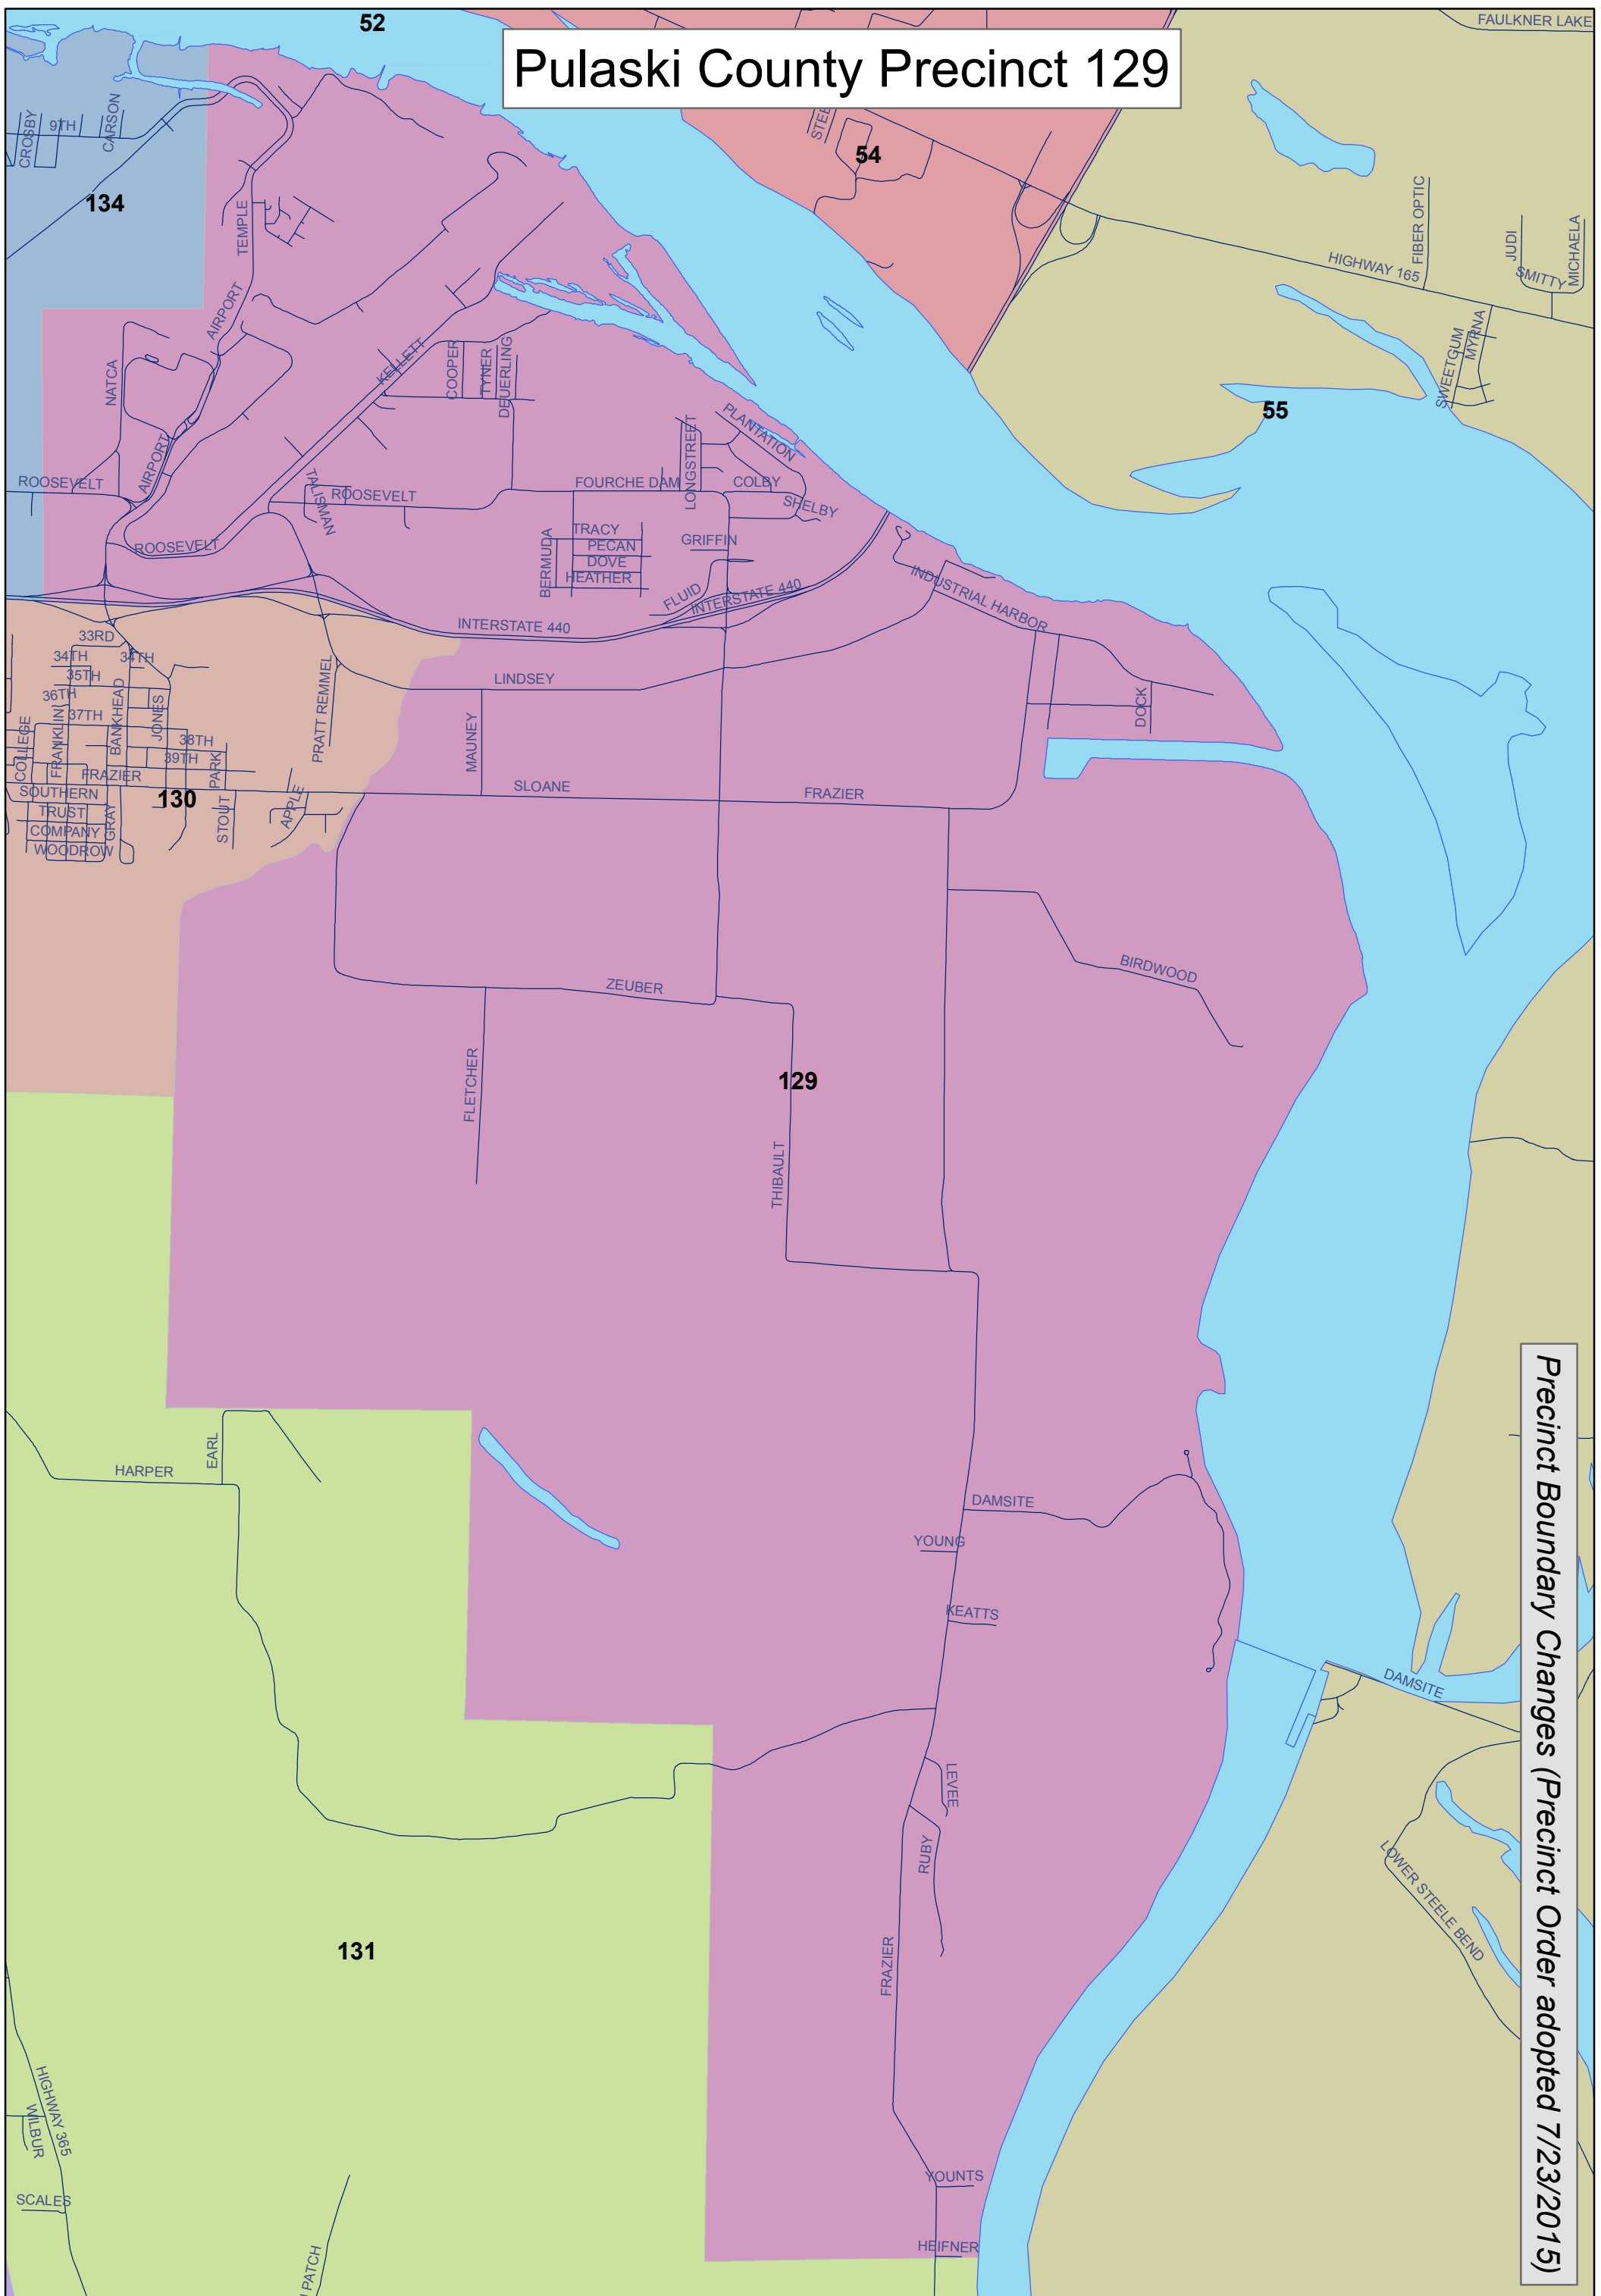 52
FAULKNER LAKE
Pulaski County Precinct 129
CROSBY
9TH
CARSON
54
134
TEMPLE
FIBER OPTIC
JUDI
MICHAELA
HIGHWAY 165
SMITTY
AIRPORT
NATCA
KELLETT
COOPER
TYNER
DEUERLING
SWEETGUM
MYRNA
55
PLANTATION
LONGSTREET
AIRPORT
ROOSEVELT
TALISMAN
ROOSEVELT
FOURCHE DAM
COLBY
SHELBY
ROOSEVELT
BERMUDA
TRACY
PECAN
DOVE
HEATHER
GRIFFIN
FLUID
INTERSTATE 440
INDUSTRIAL HARBOR
INTERSTATE 440
33RD
34TH
34TH
35TH
36TH
37TH
38TH
39TH
COLLEGE
FRANKLIN
BANKHEAD
JONES
PARK
PRATT REMMEL
LINDSEY
MAUNEY
DOCK
FRAZIER
SOUTHERN
TRUST
COMPANY
WOODROW
GRAY
130
STOUT
APPLE
SLOANE
FRAZIER
BIRDWOOD
ZEUBER
FLETCHER
129
THIBAULT
Precinct Boundary Changes (Precinct Order adopted 7/23/2015)
HARPER
EARL
DAMSITE
YOUNG
KEATTS
DAMSITE
LEVEE
RUBY
LOWER STEELE BEND
131
FRAZIER
HIGHWAY 365
WILBUR
SCALES
YOUNTS
HEIFNER
PATCH